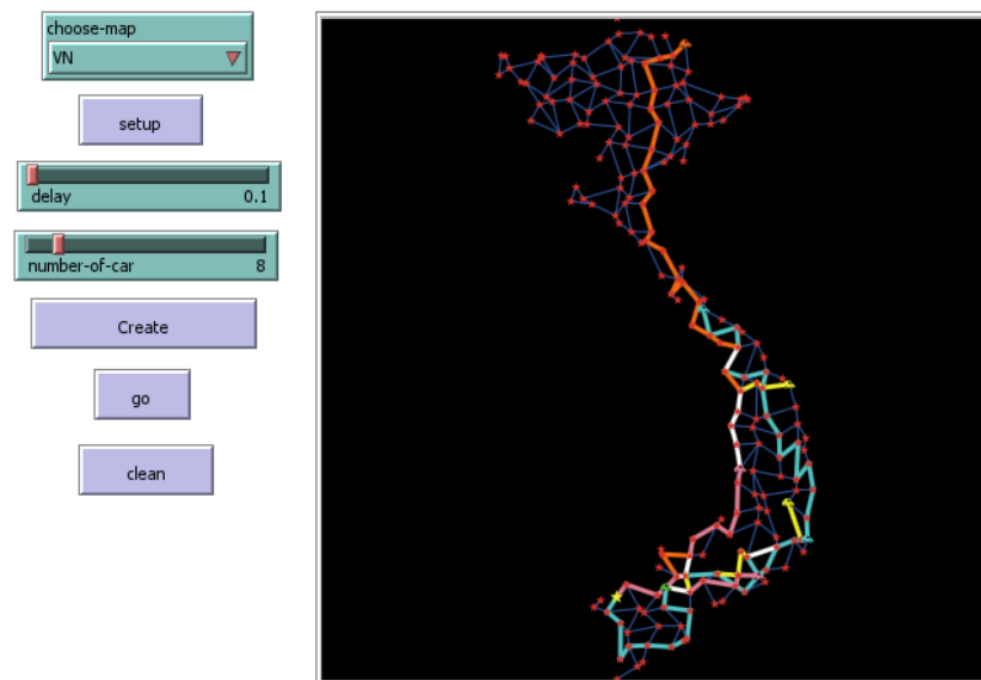 choose-map
VN
setup
delay 0.1
number-of-car 8
Create
go
clean